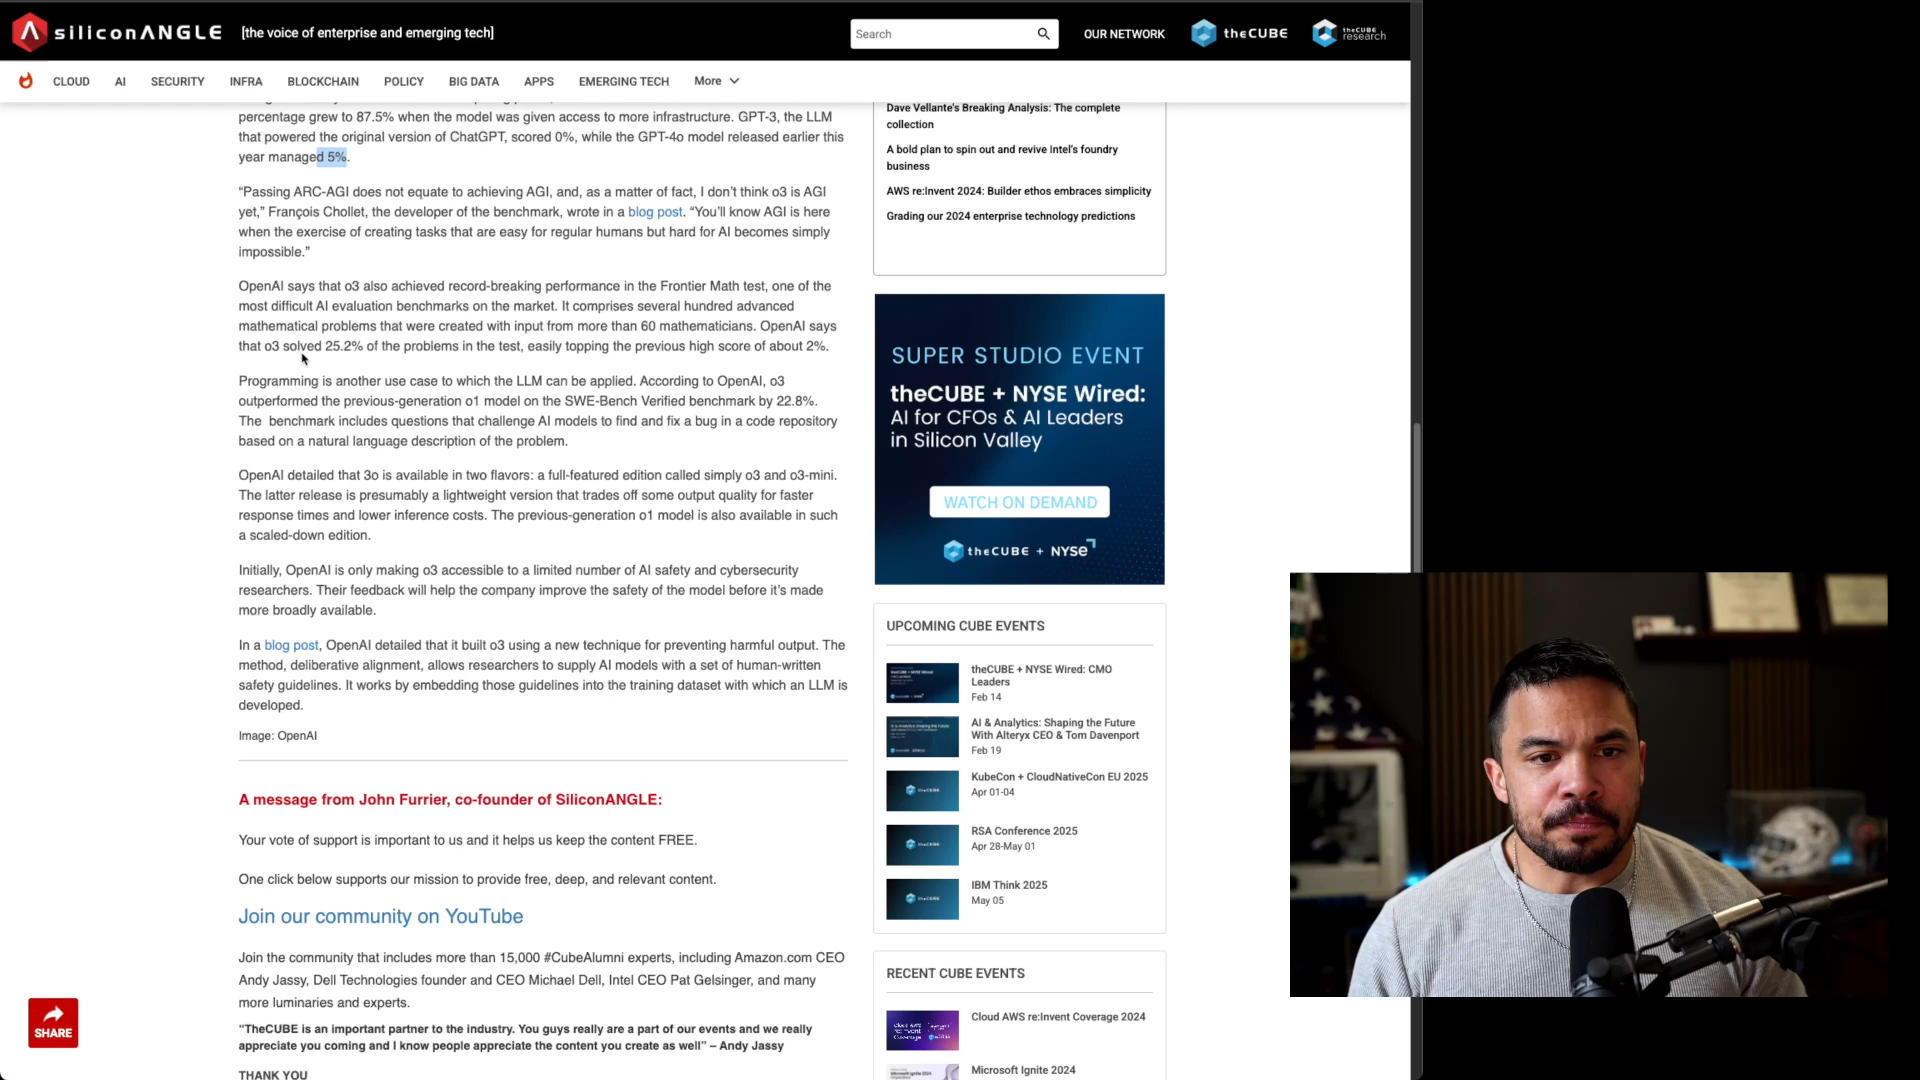 siliconANGLE
[the voice of enterprise and emerging tech]
Search
OUR NETWORK
theCUBE
theCUBE
research
CLOUD
AI
SECURITY
INFRA
BLOCKCHAIN
POLICY
BIG DATA
APPS
EMERGING TECH
More
percentage grew to 87.5% when the model was given access to more infrastructure. GPT-3, the LLM
that powered the original version of ChatGPT, scored 0%, while the GPT-4o model released earlier this
year managed 5%.
“Passing ARC-AGI does not equate to achieving AGI, and, as a matter of fact, I don’t think o3 is AGI
yet,” François Chollet, the developer of the benchmark, wrote in a blog post. “You’ll know AGI is here
when the exercise of creating tasks that are easy for regular humans but hard for AI becomes simply
impossible.”
OpenAI says that o3 also achieved record-breaking performance in the Frontier Math test, one of the
most difficult AI evaluation benchmarks on the market. It comprises several hundred advanced
mathematical problems that were created with input from more than 60 mathematicians. OpenAI says
that o3 solved 25.2% of the problems in the test, easily topping the previous high score of about 2%.
Programming is another use case to which the LLM can be applied. According to OpenAI, o3
outperformed the previous-generation o1 model on the SWE-Bench Verified benchmark by 22.8%.
The benchmark includes questions that challenge AI models to find and fix a bug in a code repository
based on a natural language description of the problem.
OpenAI detailed that 3o is available in two flavors: a full-featured edition called simply o3 and o3-mini.
The latter release is presumably a lightweight version that trades off some output quality for faster
response times and lower inference costs. The previous-generation o1 model is also available in such
a scaled-down edition.
Initially, OpenAI is only making o3 accessible to a limited number of AI safety and cybersecurity
researchers. Their feedback will help the company improve the safety of the model before it’s made
more broadly available.
In a blog post, OpenAI detailed that it built o3 using a new technique for preventing harmful output. The
method, deliberative alignment, allows researchers to supply AI models with a set of human-written
safety guidelines. It works by embedding those guidelines into the training dataset with which an LLM is
developed.
Image: OpenAI
A message from John Furrier, co-founder of SiliconANGLE:
Your vote of support is important to us and it helps us keep the content FREE.
One click below supports our mission to provide free, deep, and relevant content.
Join our community on YouTube
Join the community that includes more than 15,000 #CubeAlumni experts, including Amazon.com CEO
Andy Jassy, Dell Technologies founder and CEO Michael Dell, Intel CEO Pat Gelsinger, and many
more luminaries and experts.
“TheCUBE is an important partner to the industry. You guys really are a part of our events and we really
appreciate you coming and I know people appreciate the content you create as well” – Andy Jassy
THANK YOU
SHARE
Dave Vellante's Breaking Analysis: The complete
collection
A bold plan to spin out and revive Intel's foundry
business
AWS re:Invent 2024: Builder ethos embraces simplicity
Grading our 2024 enterprise technology predictions
SUPER STUDIO EVENT
theCUBE + NYSE Wired:
AI for CFOs & AI Leaders
in Silicon Valley
WATCH ON DEMAND
theCUBE + NYSE
UPCOMING CUBE EVENTS
theCUBE + NYSE Wired: CMO
Leaders
Feb 14
AI & Analytics: Shaping the Future
With Alteryx CEO & Tom Davenport
Feb 19
KubeCon + CloudNativeCon EU 2025
Apr 01-04
RSA Conference 2025
Apr 28-May 01
IBM Think 2025
May 05
RECENT CUBE EVENTS
Cloud AWS re:Invent Coverage 2024
Microsoft Ignite 2024